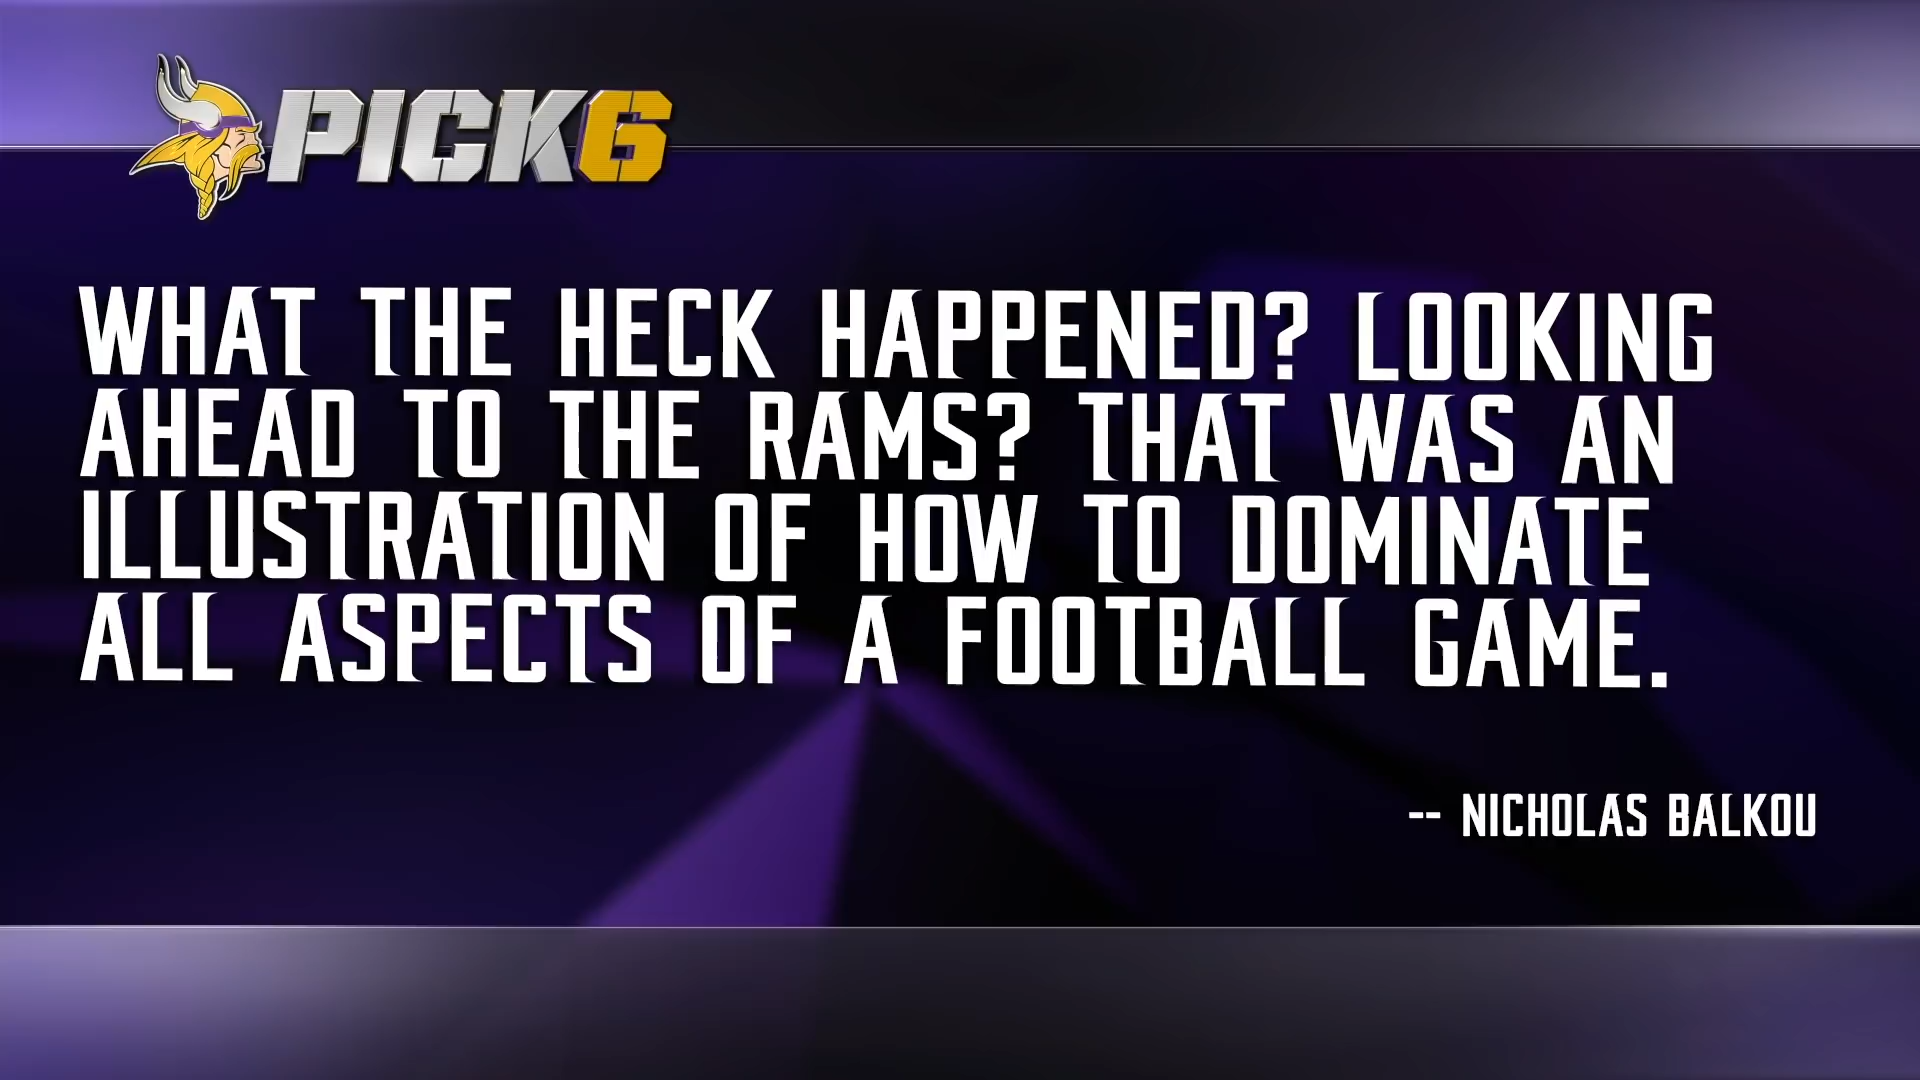 PICK6
WHAT THE HECK HAPPENED? LOOKING
AHEAD TO THE RAMS? THAT WAS AN
ILLUSTRATION OF HOW TO DOMINATE
ALL ASPECTS OF A FOOTBALL GAME.
-- NICHOLAS BALKOU